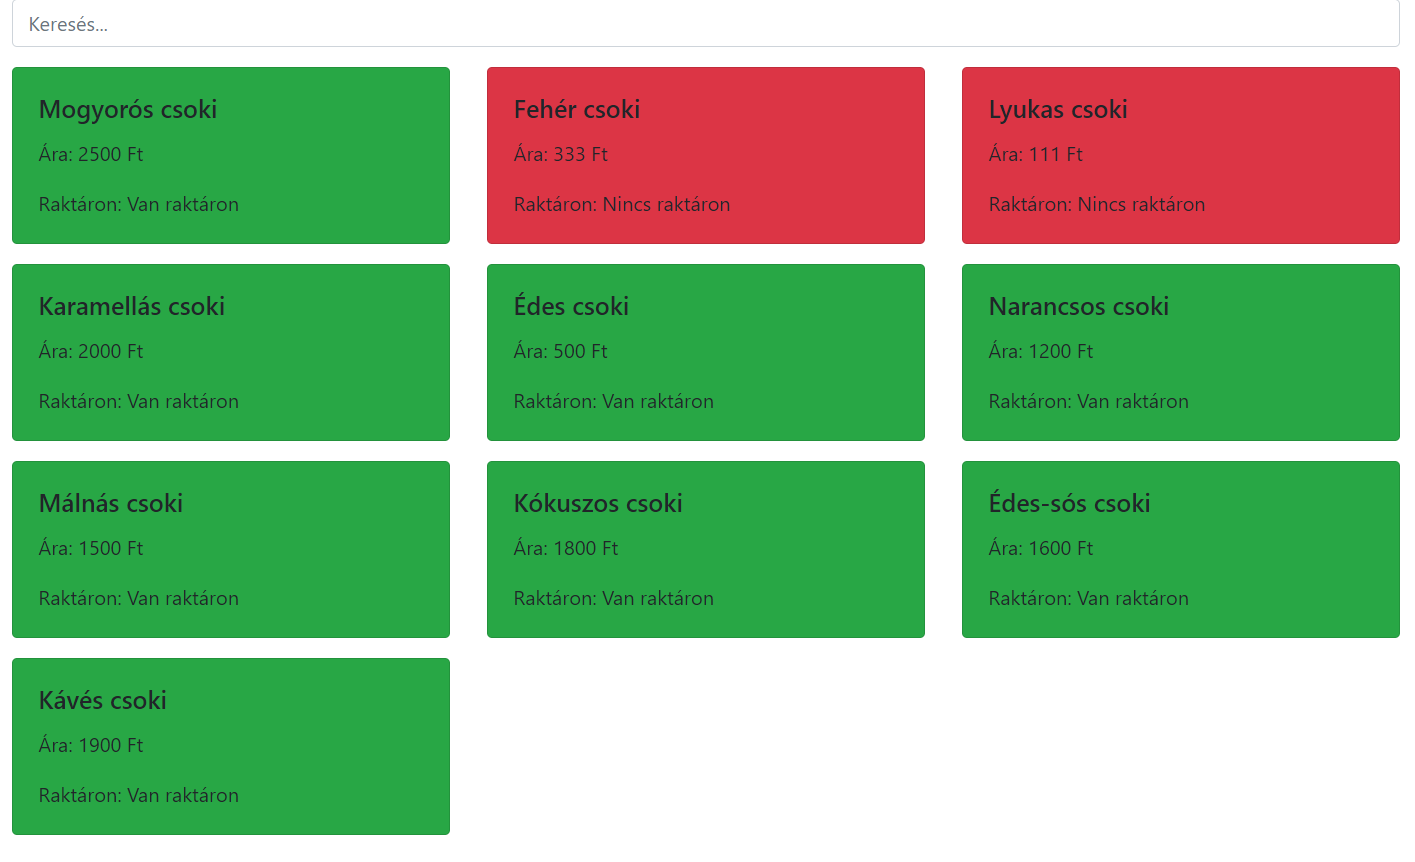 Keresés...
Mogyorós csoki
Ára: 2500 Ft
Raktáron: Van raktáron
Fehér csoki
Ára: 333 Ft
Raktáron: Nincs raktáron
Lyukas csoki
Ára: 111 Ft
Raktáron: Nincs raktáron
Karamellás csoki
Ára: 2000 Ft
Raktáron: Van raktáron
Édes csoki
Ára: 500 Ft
Raktáron: Van raktáron
Narancsos csoki
Ára: 1200 Ft
Raktáron: Van raktáron
Málnás csoki
Ára: 1500 Ft
Raktáron: Van raktáron
Kókuszos csoki
Ára: 1800 Ft
Raktáron: Van raktáron
Édes-sós csoki
Ára: 1600 Ft
Raktáron: Van raktáron
Kávés csoki
Ára: 1900 Ft
Raktáron: Van raktáron